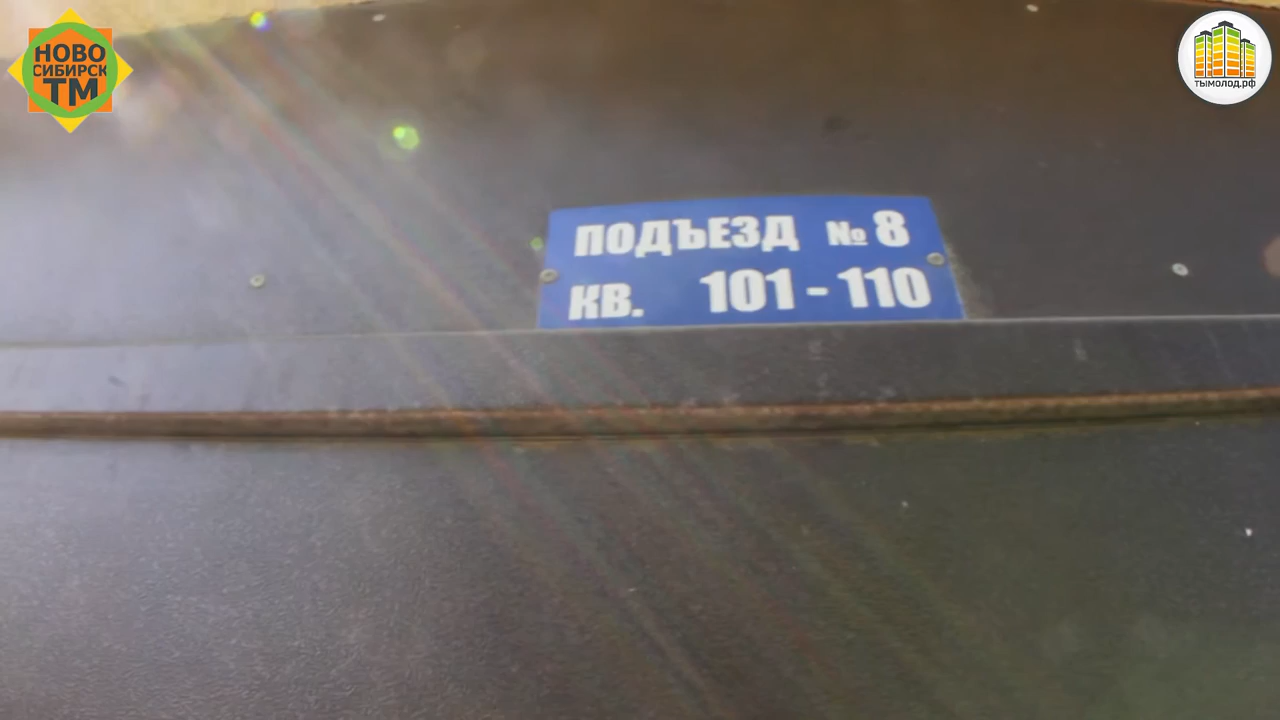 НОВО
СИБИРСК
ТМ
ТЫМОЛОД.РФ
ПОДЪЕЗД № 8
КВ. 101 - 110